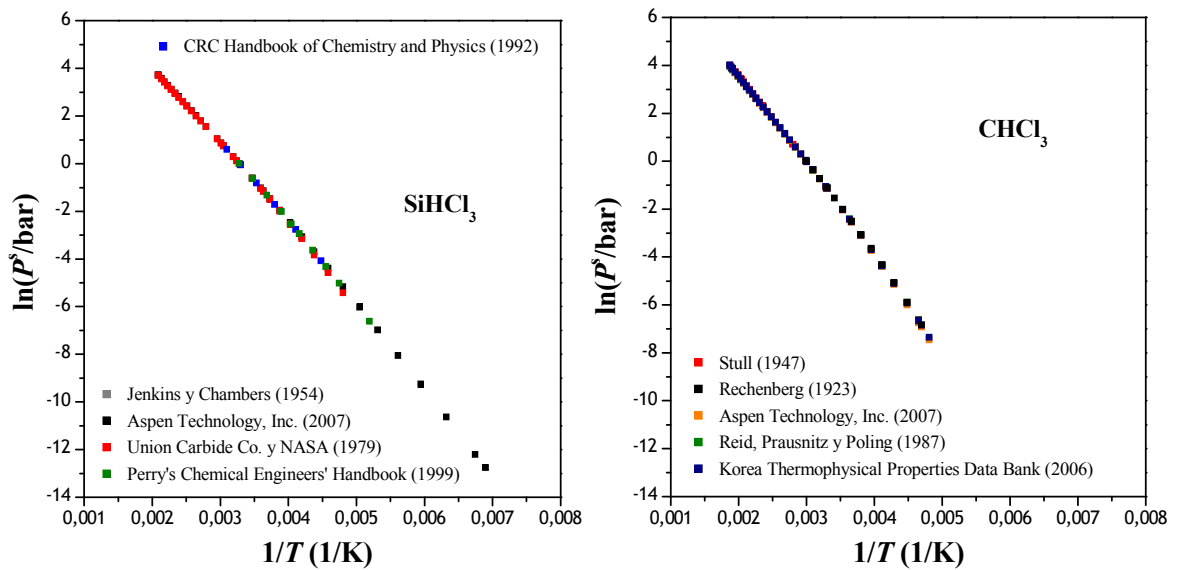 6
4
2
0
-2
-4
-6
-8
-10
-12
-14
ln(Pˢ/bar)
CRC Handbook of Chemistry and Physics (1992)
SiHCl₃
Jenkins y Chambers (1954)
Aspen Technology, Inc. (2007)
Union Carbide Co. y NASA (1979)
Perry's Chemical Engineers' Handbook (1999)
0,001 0,002 0,003 0,004 0,005 0,006 0,007 0,008
1/T (1/K)
6
4
2
0
-2
-4
-6
-8
-10
-12
-14
ln(Pˢ/bar)
CHCl₃
Stull (1947)
Rechenberg (1923)
Aspen Technology, Inc. (2007)
Reid, Prausnitz y Poling (1987)
Korea Thermophysical Properties Data Bank (2006)
0,001 0,002 0,003 0,004 0,005 0,006 0,007 0,008
1/T (1/K)